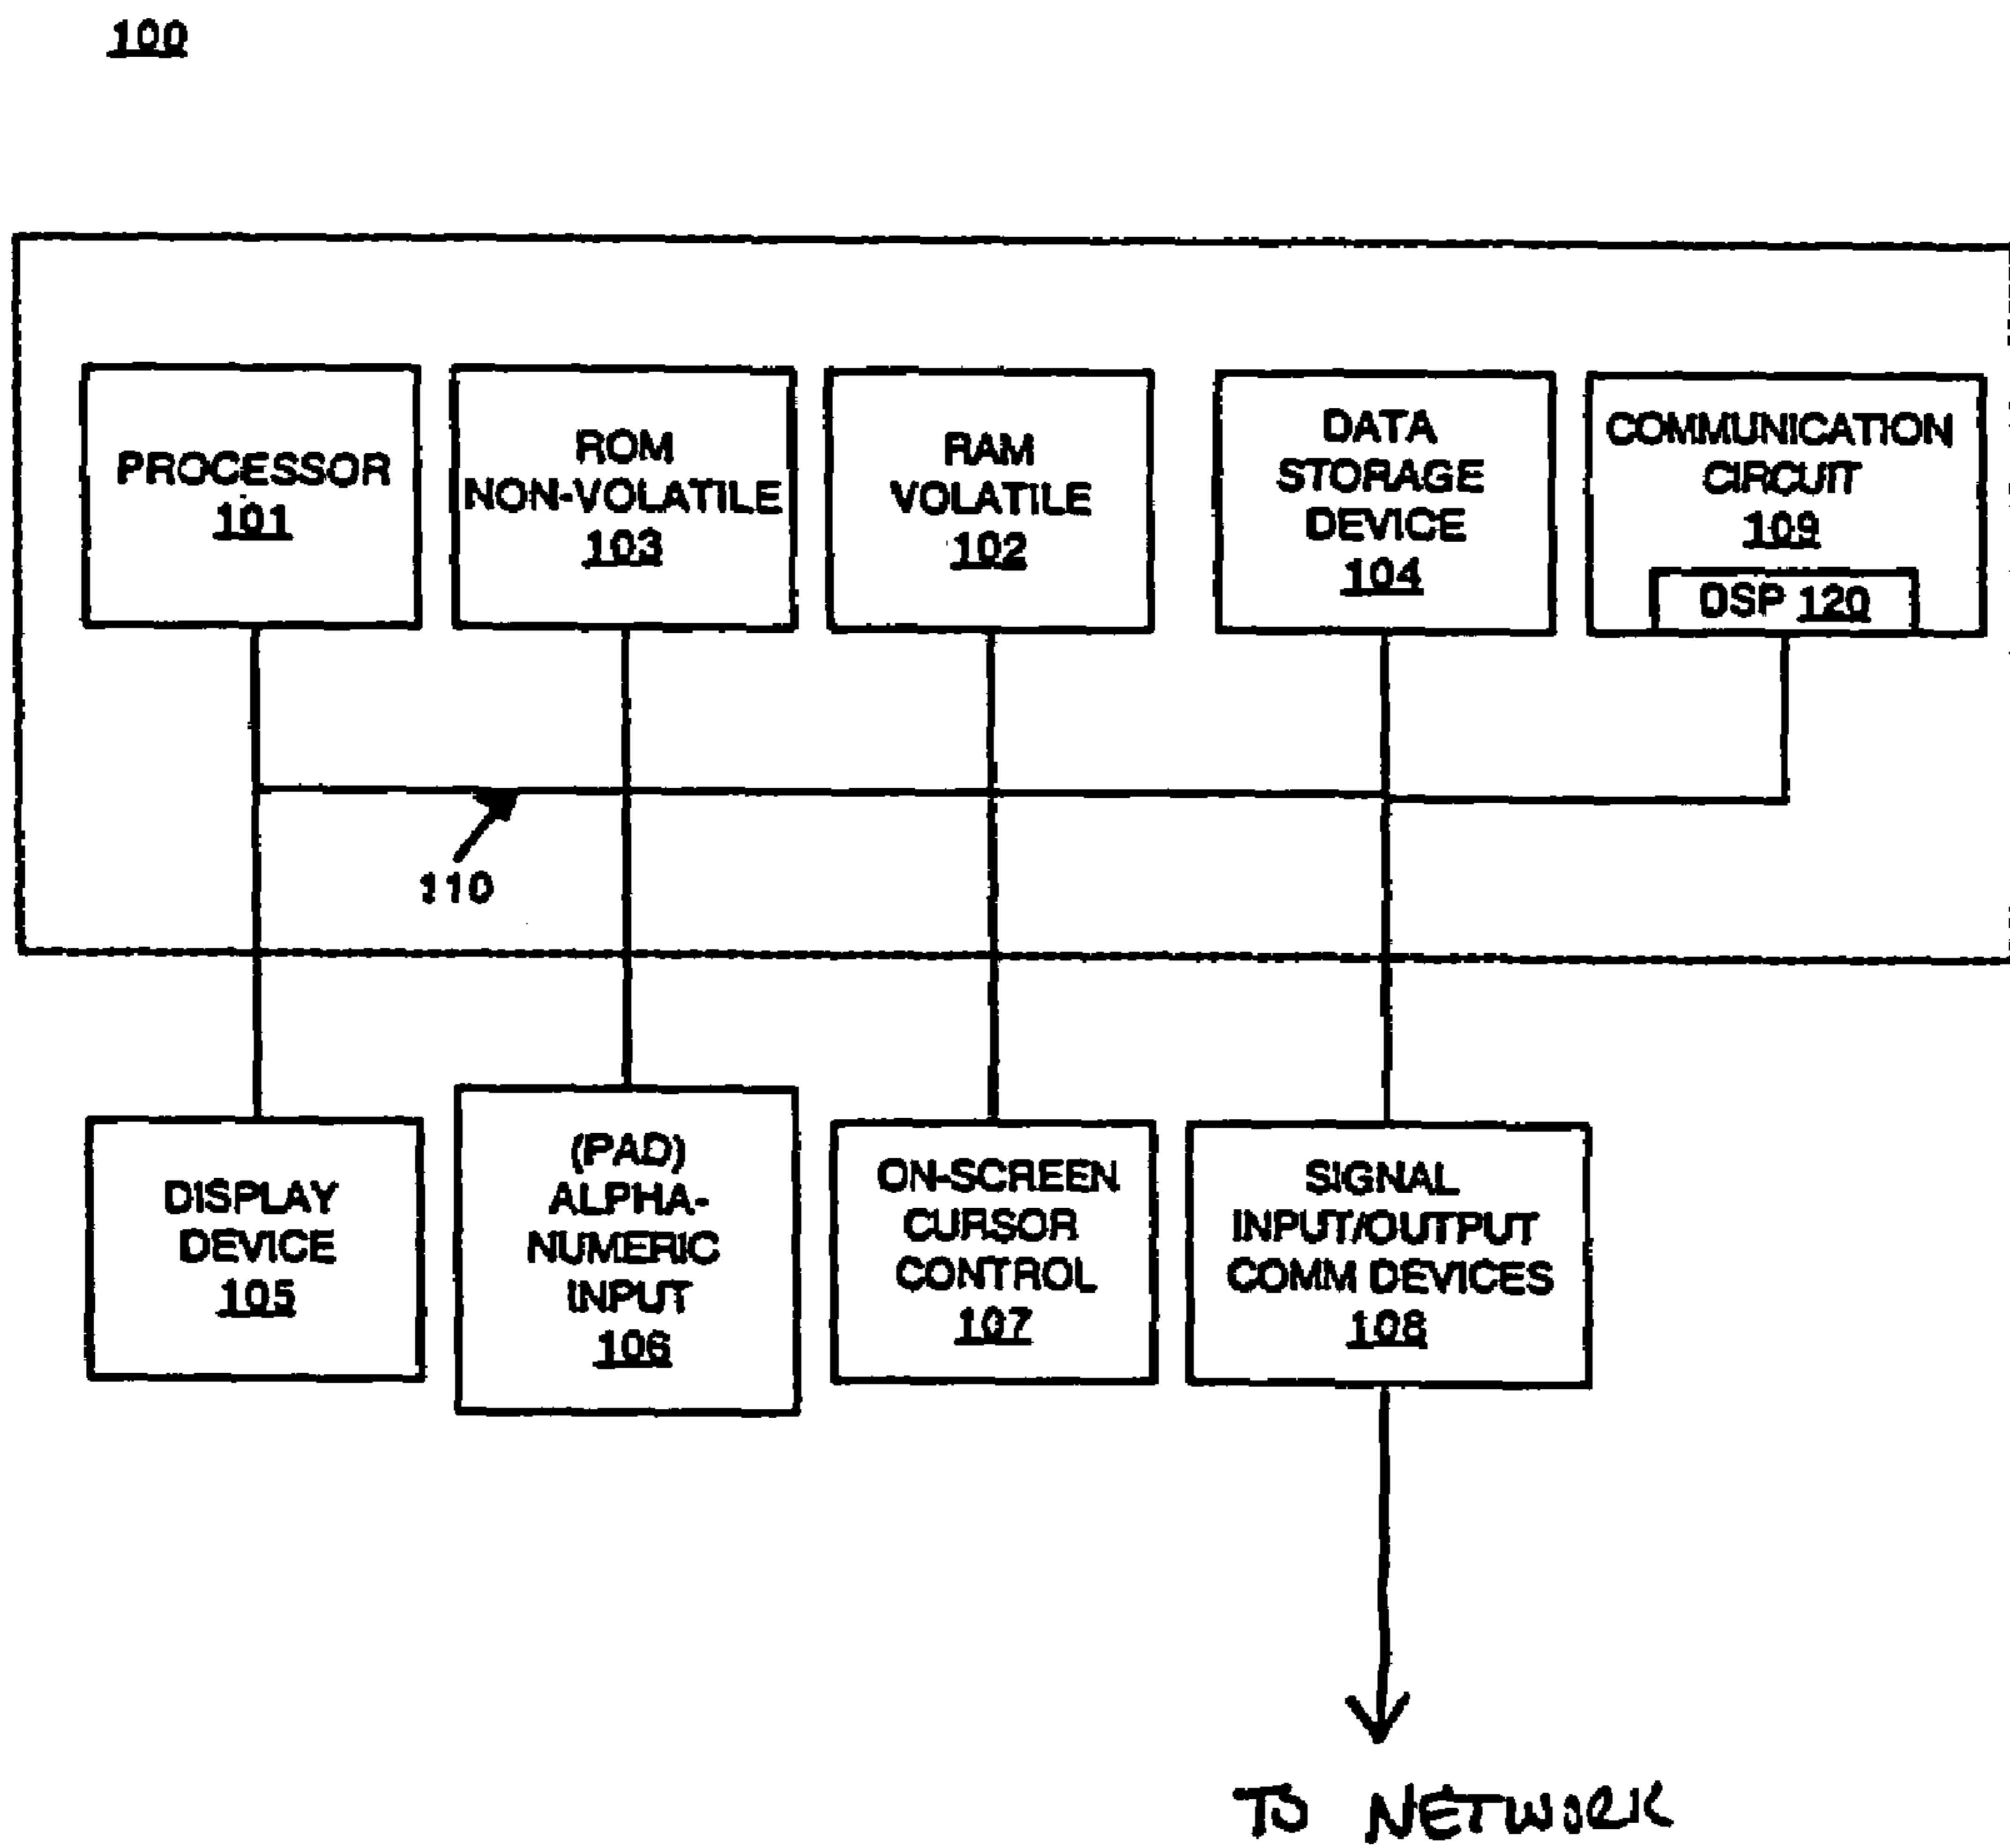 100
PROCESSOR
101
ROM
NON-VOLATILE
103
RAM
VOLATILE
102
DATA
STORAGE
DEVICE
104
COMMUNICATION
CIRCUIT
109
DSP 120
110
DISPLAY
DEVICE
105
(PAD)
ALPHA-
NUMERIC
INPUT
106
ON-SCREEN
CURSOR
CONTROL
107
SIGNAL
INPUT/OUTPUT
COMM DEVICES
108
TO NETWORK